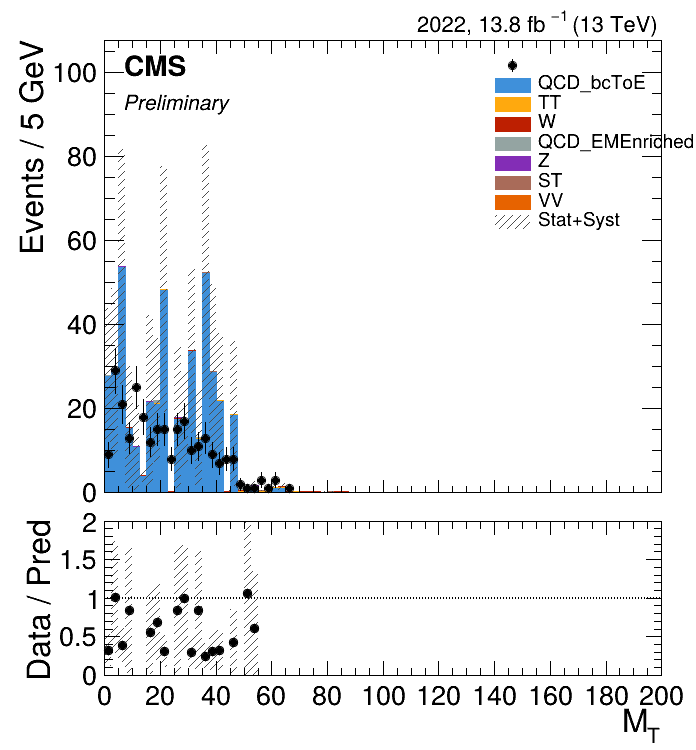 2022, 13.8 fb⁻¹ (13 TeV)
Events / 5 GeV
CMS
Preliminary
QCD_bcToE
TT
W
QCD_EMEnriched
Z
ST
VV
Stat+Syst
100
80
60
40
20
0
Data / Pred
2
1.5
1
0.5
0
0 20 40 60 80 100 120 140 160 180 200
M_T